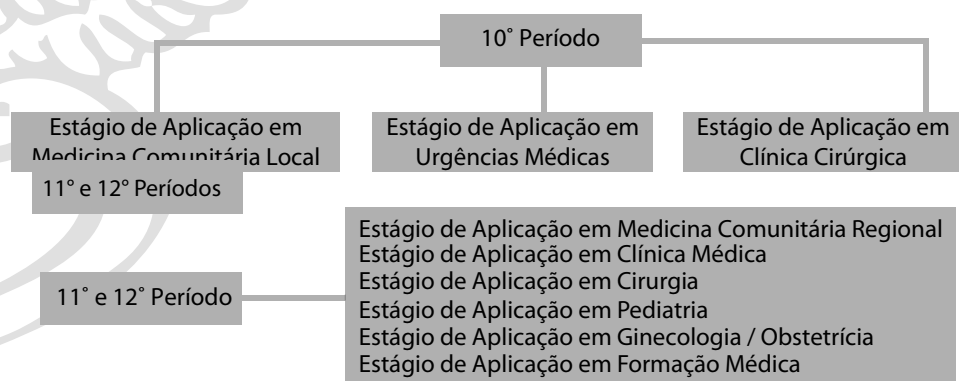 10˚ Período
Estágio de Aplicação em
Medicina Comunitária Local
Estágio de Aplicação em
Urgências Médicas
Estágio de Aplicação em
Clínica Cirúrgica
11° e 12° Períodos
11˚ e 12˚ Período
Estágio de Aplicação em Medicina Comunitária Regional
Estágio de Aplicação em Clínica Médica
Estágio de Aplicação em Cirurgia
Estágio de Aplicação em Pediatria
Estágio de Aplicação em Ginecologia / Obstetrícia
Estágio de Aplicação em Formação Médica